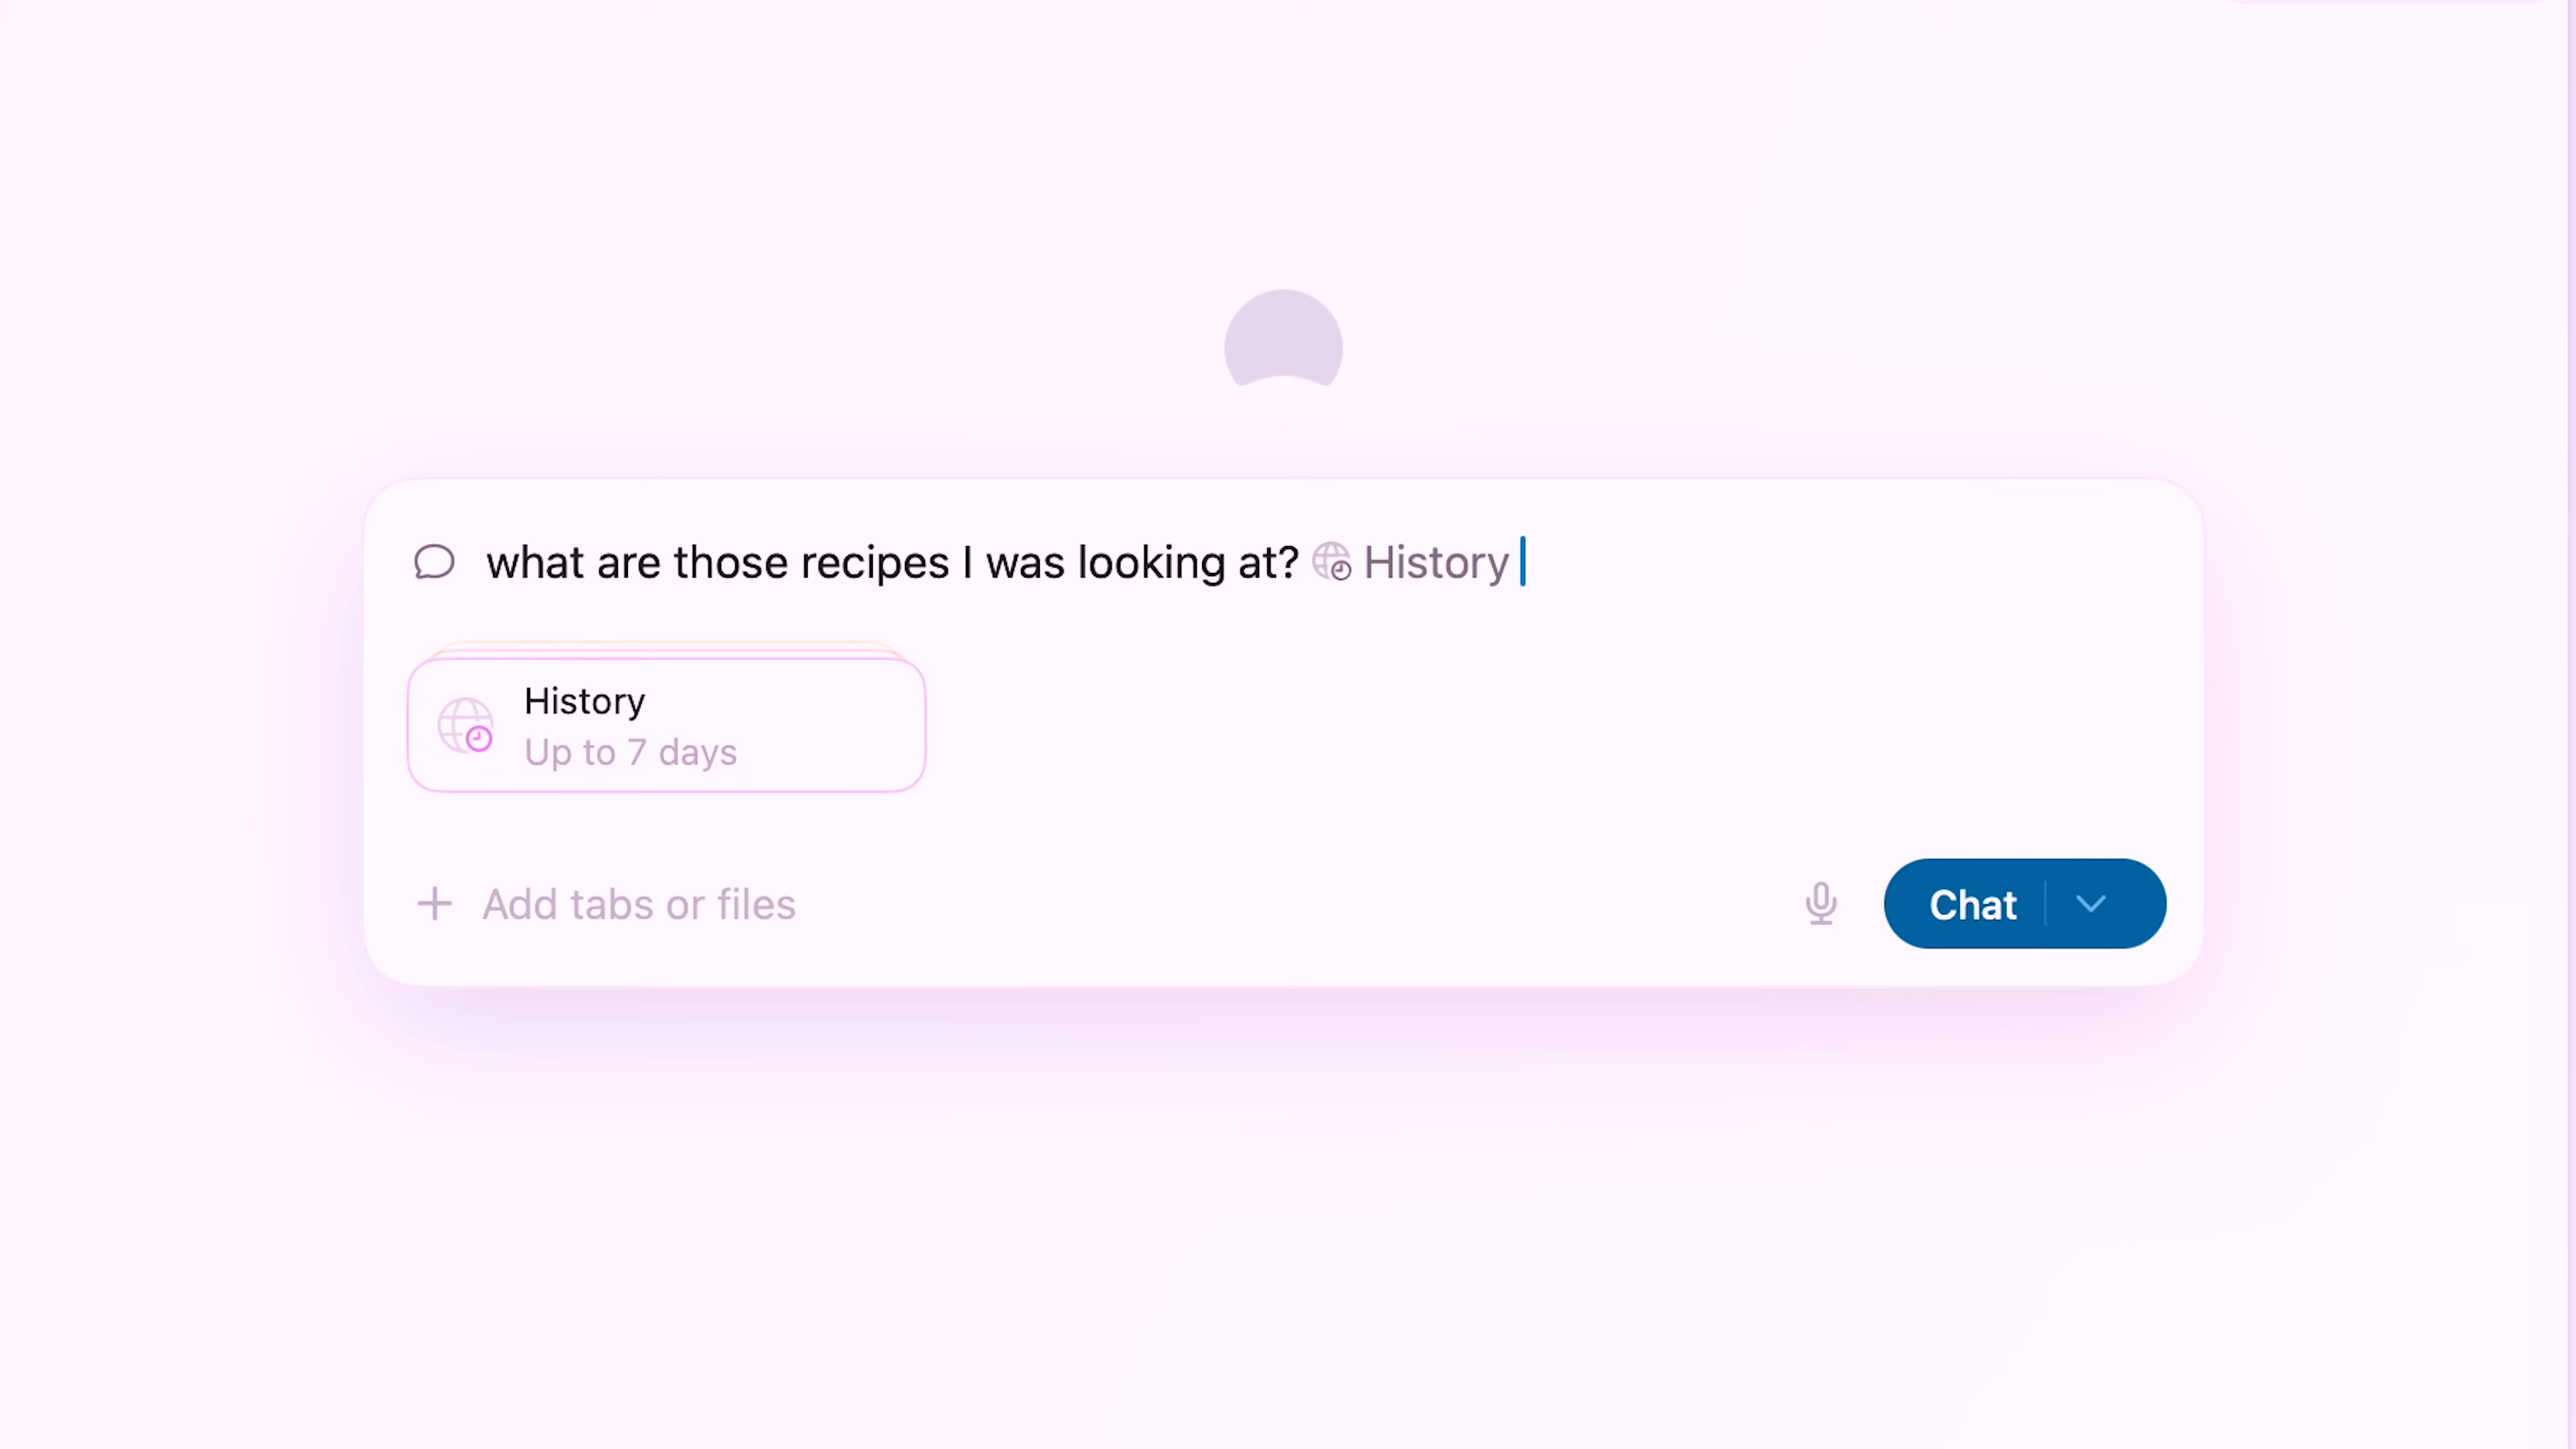 what are those recipes I was looking at? History
History
Up to 7 days
Add tabs or files
Chat